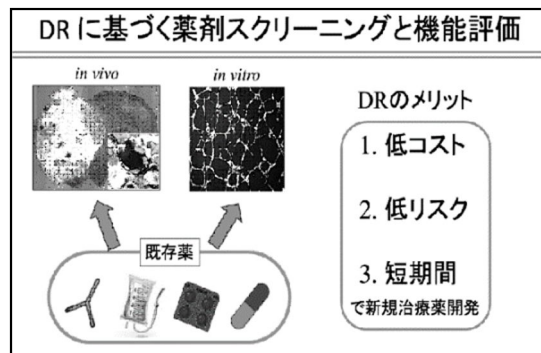 DR に基づく薬剤スクリーニングと機能評価
in vivo
in vitro
既存薬
DRのメリット
1. 低コスト
2. 低リスク
3. 短期間
で新規治療薬開発